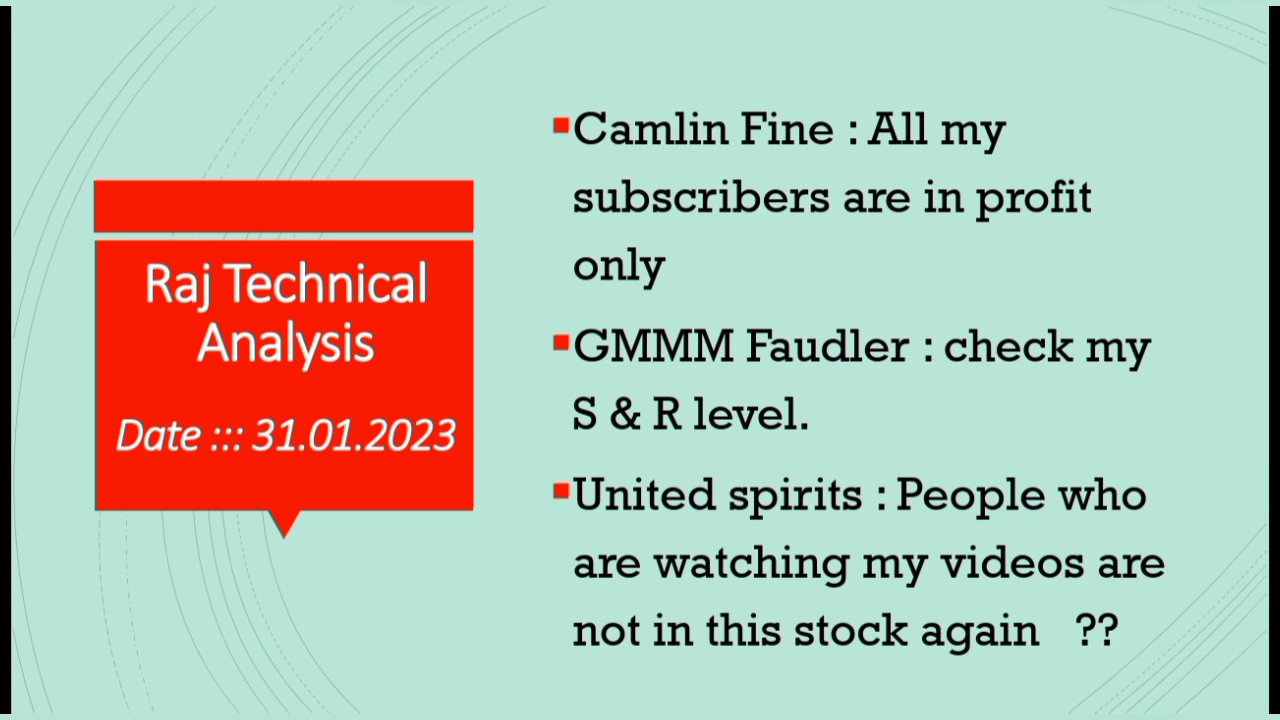 Raj Technical
Analysis
Date ::: 31.01.2023
Camlin Fine : All my
subscribers are in profit
only
GMMM Faudler : check my
S & R level.
United spirits : People who
are watching my videos are
not in this stock again ??